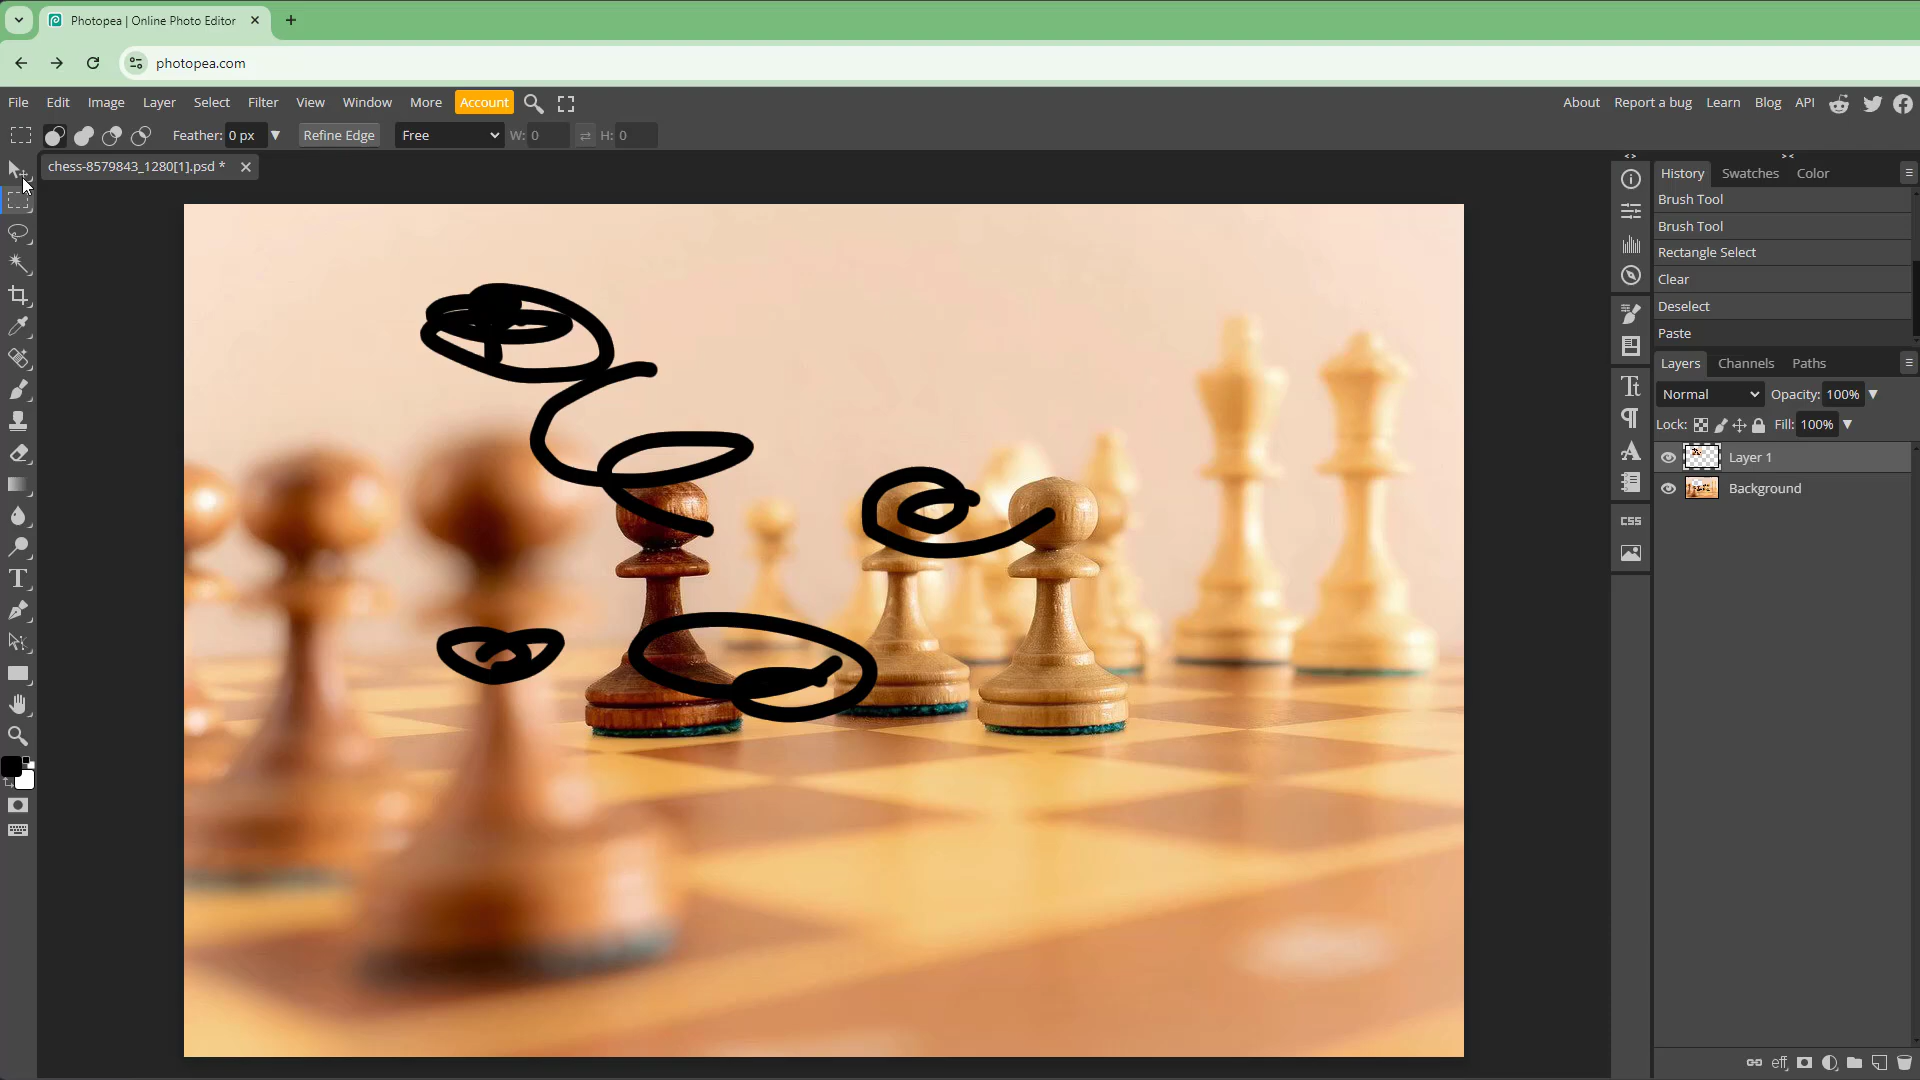 Photopea | Online Photo Editor
photopea.com
File Edit Image Layer Select Filter View Window More Account
About Report a bug Learn Blog API
Feather: 0 px Refine Edge Free W: 0 H: 0
chess-8579843_1280[1].psd *
History Swatches Color
Brush Tool
Brush Tool
Rectangle Select
Clear
Deselect
Paste
Layers Channels Paths
Normal Opacity: 100%
Lock: Fill: 100%
Layer 1
Background
CSS
eff